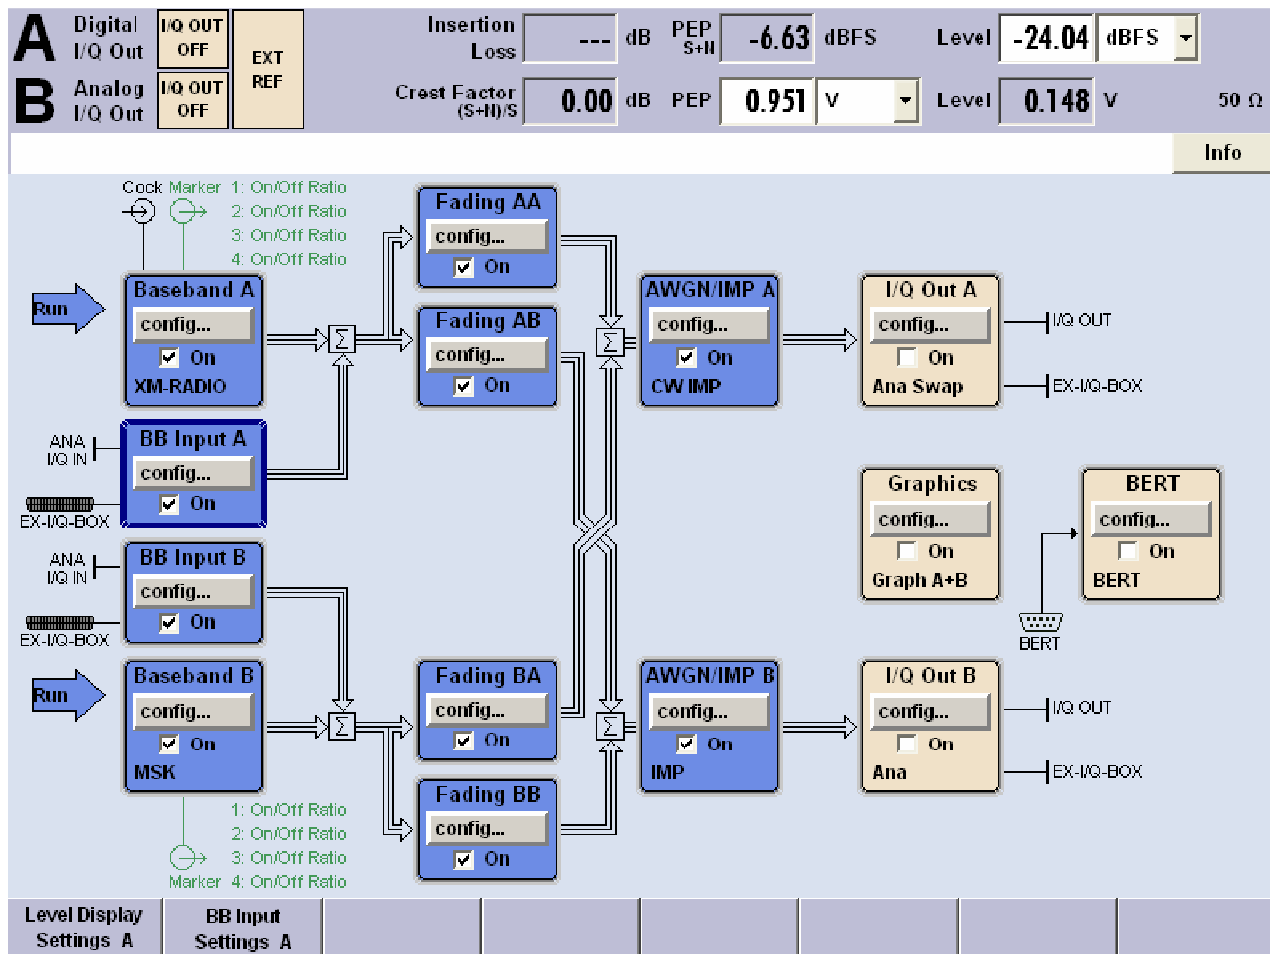 A Digital I/Q Out I/Q OUT OFF EXT REF Insertion Loss --- dB PEP S+N -6.63 dBFS Level -24.04 dBFS
B Analog I/Q Out I/Q OUT OFF Crest Factor (S+N)/S 0.00 dB PEP 0.951 V Level 0.148 V 50 Ω
Info
Cock Marker 1: On/Off Ratio
2: On/Off Ratio
3: On/Off Ratio
4: On/Off Ratio
Run
Baseband A
config...
On
XM-RADIO
Σ
Fading AA
config...
On
Fading AB
config...
On
Σ
AWGN/IMP A
config...
On
CW IMP
I/Q Out A
config...
On
Ana Swap
I/Q OUT
EX-I/Q-BOX
ANA
I/Q IN
EX-I/Q-BOX
BB Input A
config...
On
ANA
I/Q IN
EX-I/Q-BOX
BB Input B
config...
On
Graphics
config...
On
Graph A+B
BERT
config...
On
BERT
BERT
Run
Baseband B
config...
On
MSK
Σ
Fading BA
config...
On
Fading BB
config...
On
Σ
AWGN/IMP B
config...
On
IMP
I/Q Out B
config...
On
Ana
I/Q OUT
EX-I/Q-BOX
1: On/Off Ratio
2: On/Off Ratio
3: On/Off Ratio
Marker 4: On/Off Ratio
Level Display
Settings A
BB Input
Settings A